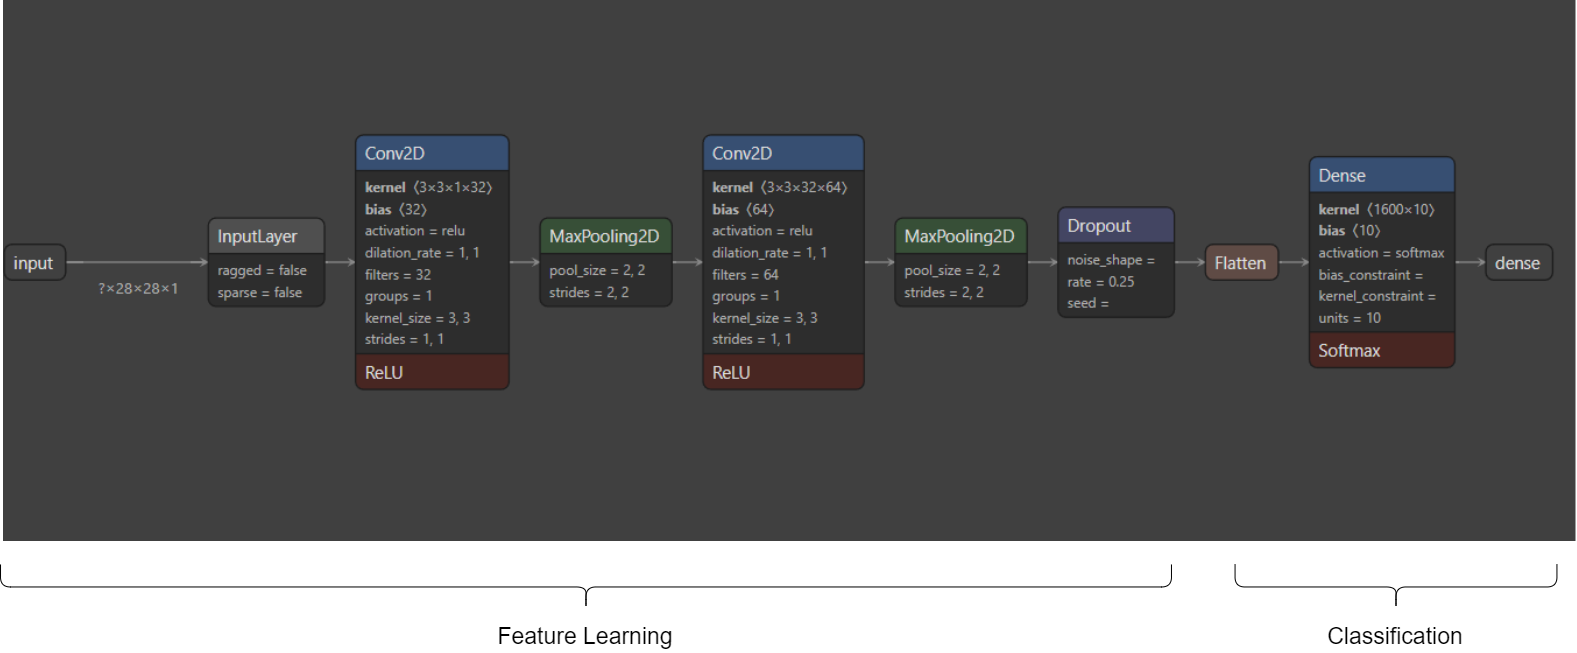 input
?×28×28×1
InputLayer
ragged = false
sparse = false
Conv2D
kernel ⟨3×3×1×32⟩
bias ⟨32⟩
activation = relu
dilation_rate = 1, 1
filters = 32
groups = 1
kernel_size = 3, 3
strides = 1, 1
ReLU
MaxPooling2D
pool_size = 2, 2
strides = 2, 2
Conv2D
kernel ⟨3×3×32×64⟩
bias ⟨64⟩
activation = relu
dilation_rate = 1, 1
filters = 64
groups = 1
kernel_size = 3, 3
strides = 1, 1
ReLU
MaxPooling2D
pool_size = 2, 2
strides = 2, 2
Dropout
noise_shape =
rate = 0.25
seed =
Flatten
Dense
kernel ⟨1600×10⟩
bias ⟨10⟩
activation = softmax
bias_constraint =
kernel_constraint =
units = 10
Softmax
dense
Feature Learning
Classification